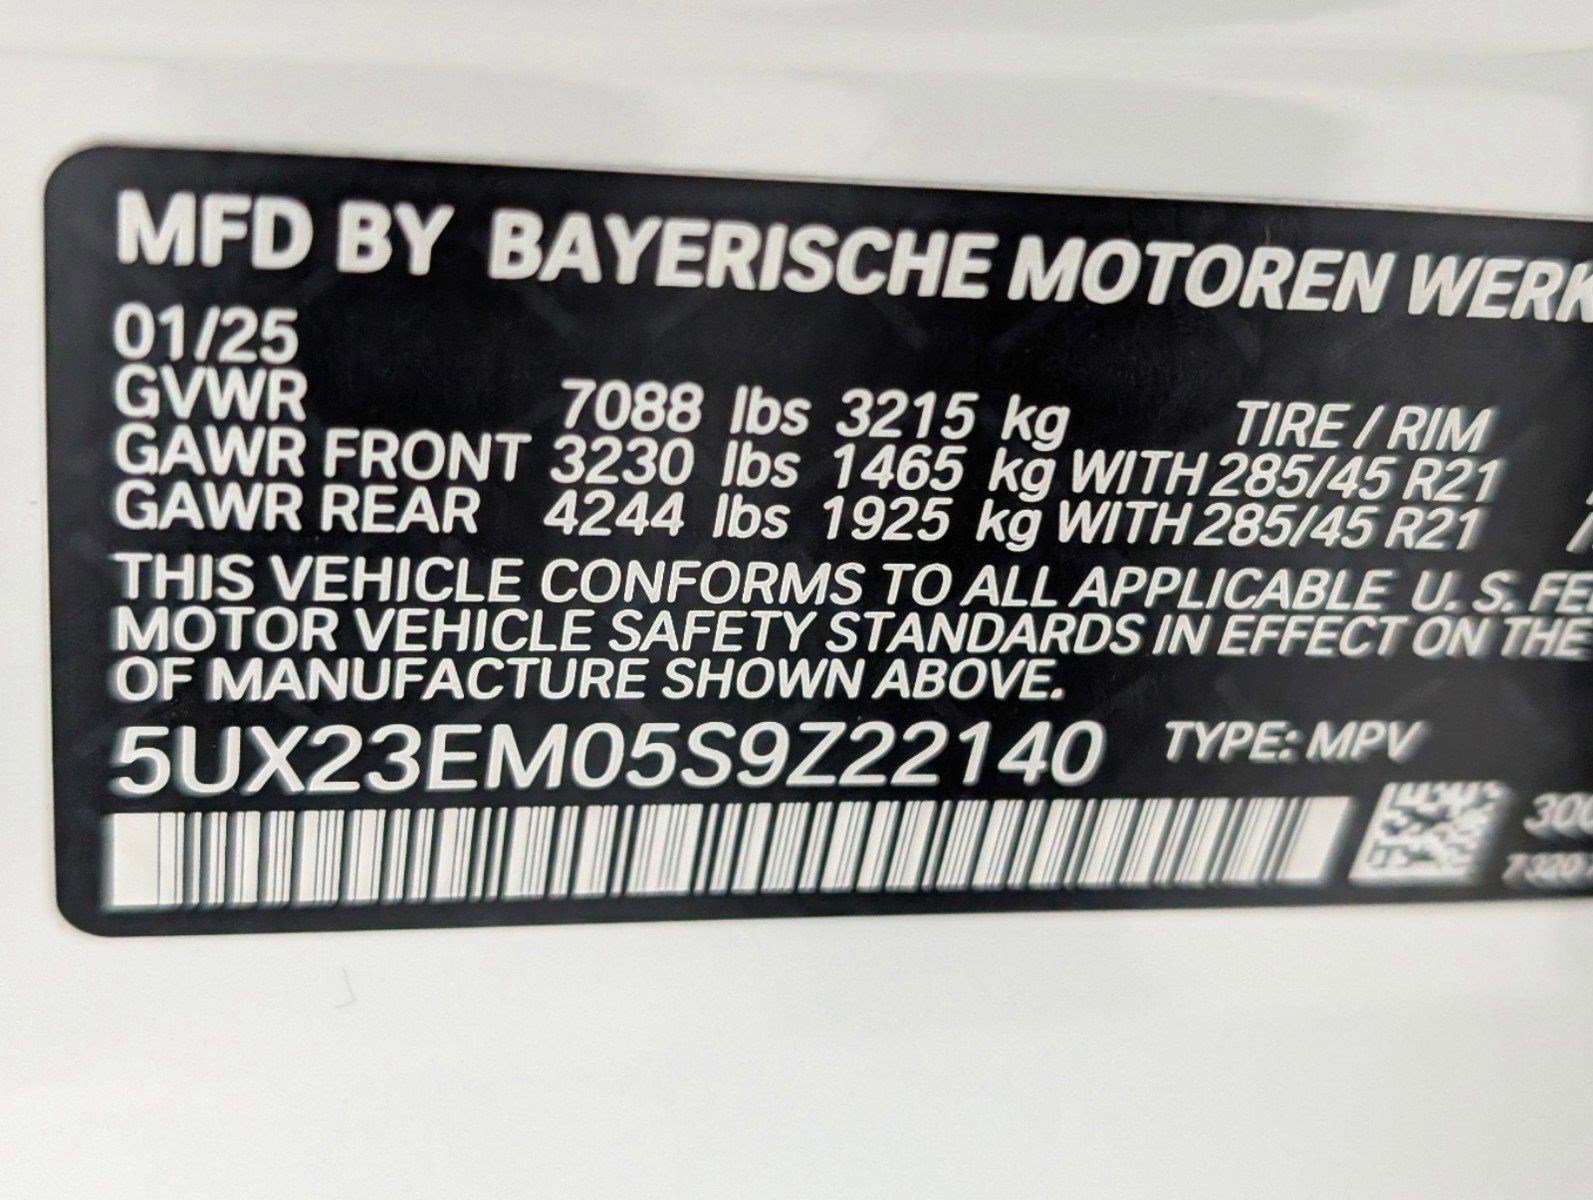 MFD BY BAYERISCHE MOTOREN WERK
01/25
GVWR 7088 lbs 3215 kg TIRE / RIM
GAWR FRONT 3230 lbs 1465 kg WITH 285/45 R21
GAWR REAR 4244 lbs 1925 kg WITH 285/45 R21
THIS VEHICLE CONFORMS TO ALL APPLICABLE U. S. FE
MOTOR VEHICLE SAFETY STANDARDS IN EFFECT ON THE
OF MANUFACTURE SHOWN ABOVE.
5UX23EM05S9Z22140 TYPE: MPV